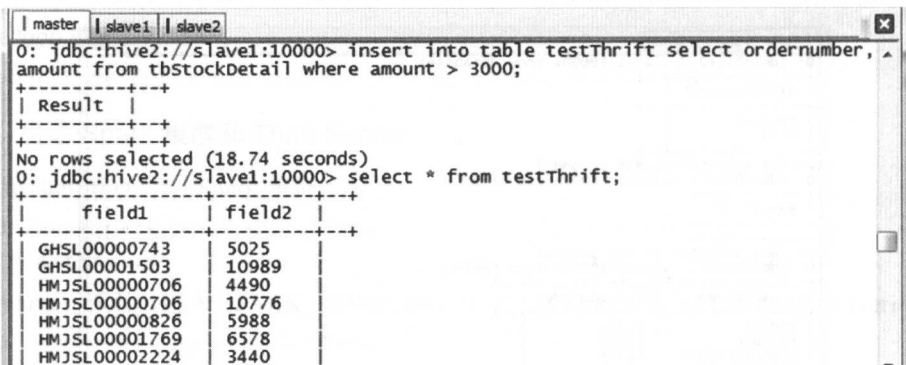 master slave1 slave2
0: jdbc:hive2://slave1:10000> insert into table testThrift select ordernumber,
amount from tbStockDetail where amount > 3000;
+---------+--+
| Result |
+---------+--+
+---------+--+
No rows selected (18.74 seconds)
0: jdbc:hive2://slave1:10000> select * from testThrift;
+-----------------+---------+--+
| field1 | field2 |
+-----------------+---------+--+
| GHSL00000743 | 5025 |
| GHSL00001503 | 10989 |
| HMJSL00000706 | 4490 |
| HMJSL00000706 | 10776 |
| HMJSL00000826 | 5988 |
| HMJSL00001769 | 6578 |
| HMJSL00002224 | 3440 |